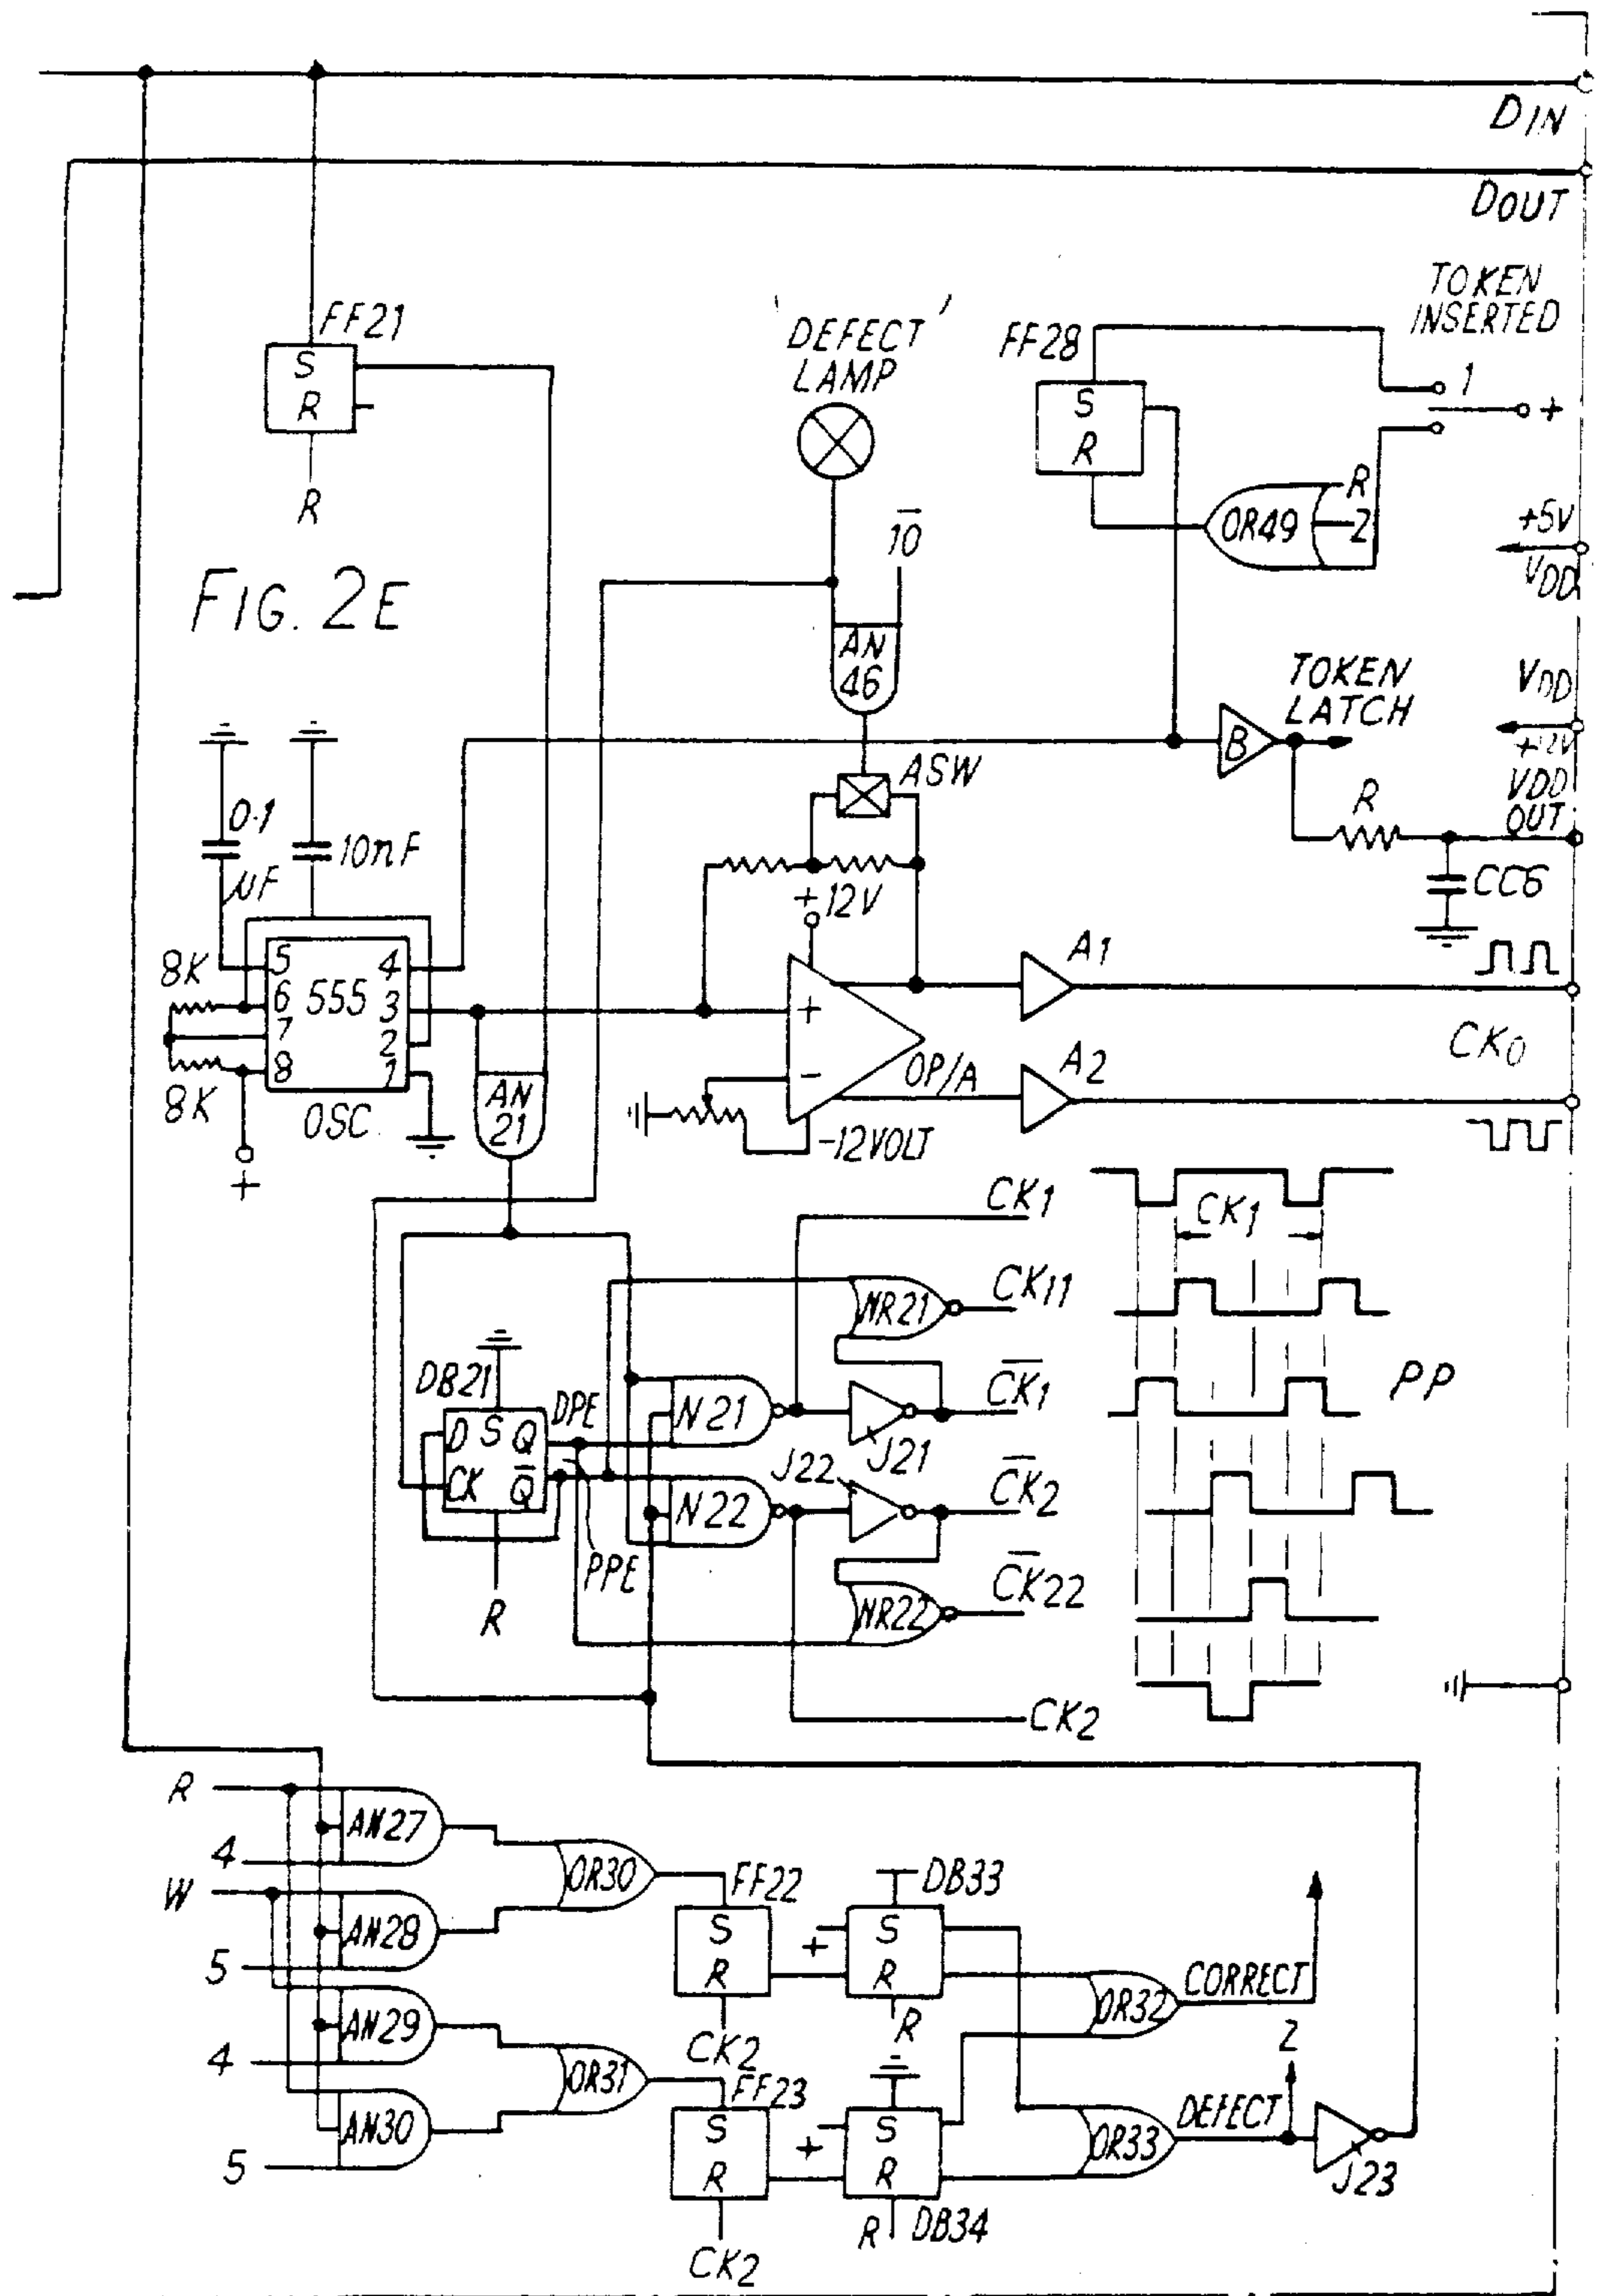 DIN
DOUT
TOKEN
INSERTED
FF21
'DEFECT'
LAMP
FF28
1
+
S
R
S
R
R
R
2
OR49
10
+5V
VDD
FIG. 2E
AN
46
TOKEN
LATCH
VDD
+12V
B
ASW
VDD
OUT
R
0.1
µF
10nF
+12V
CC6
8K
5
6
7
8
555
4
3
2
1
A1
+
-
CK0
8K
OSC
AN
21
OP/A
A2
-12VOLT
+
CK1
CK1
CK11
NR21
DB21
DPE
CK1
PP
D S Q
CK Q
N21
J21
J22
CK2
N22
PPE
CK22
NR22
R
CK2
R
AN27
4
OR30
W
FF22
DB33
AN28
S
R
+
S
R
5
CORRECT
OR32
AN29
R
CK2
2
4
OR31
FF23
DEFECT
AN30
S
R
+
S
R
OR33
5
J23
R
DB34
CK2